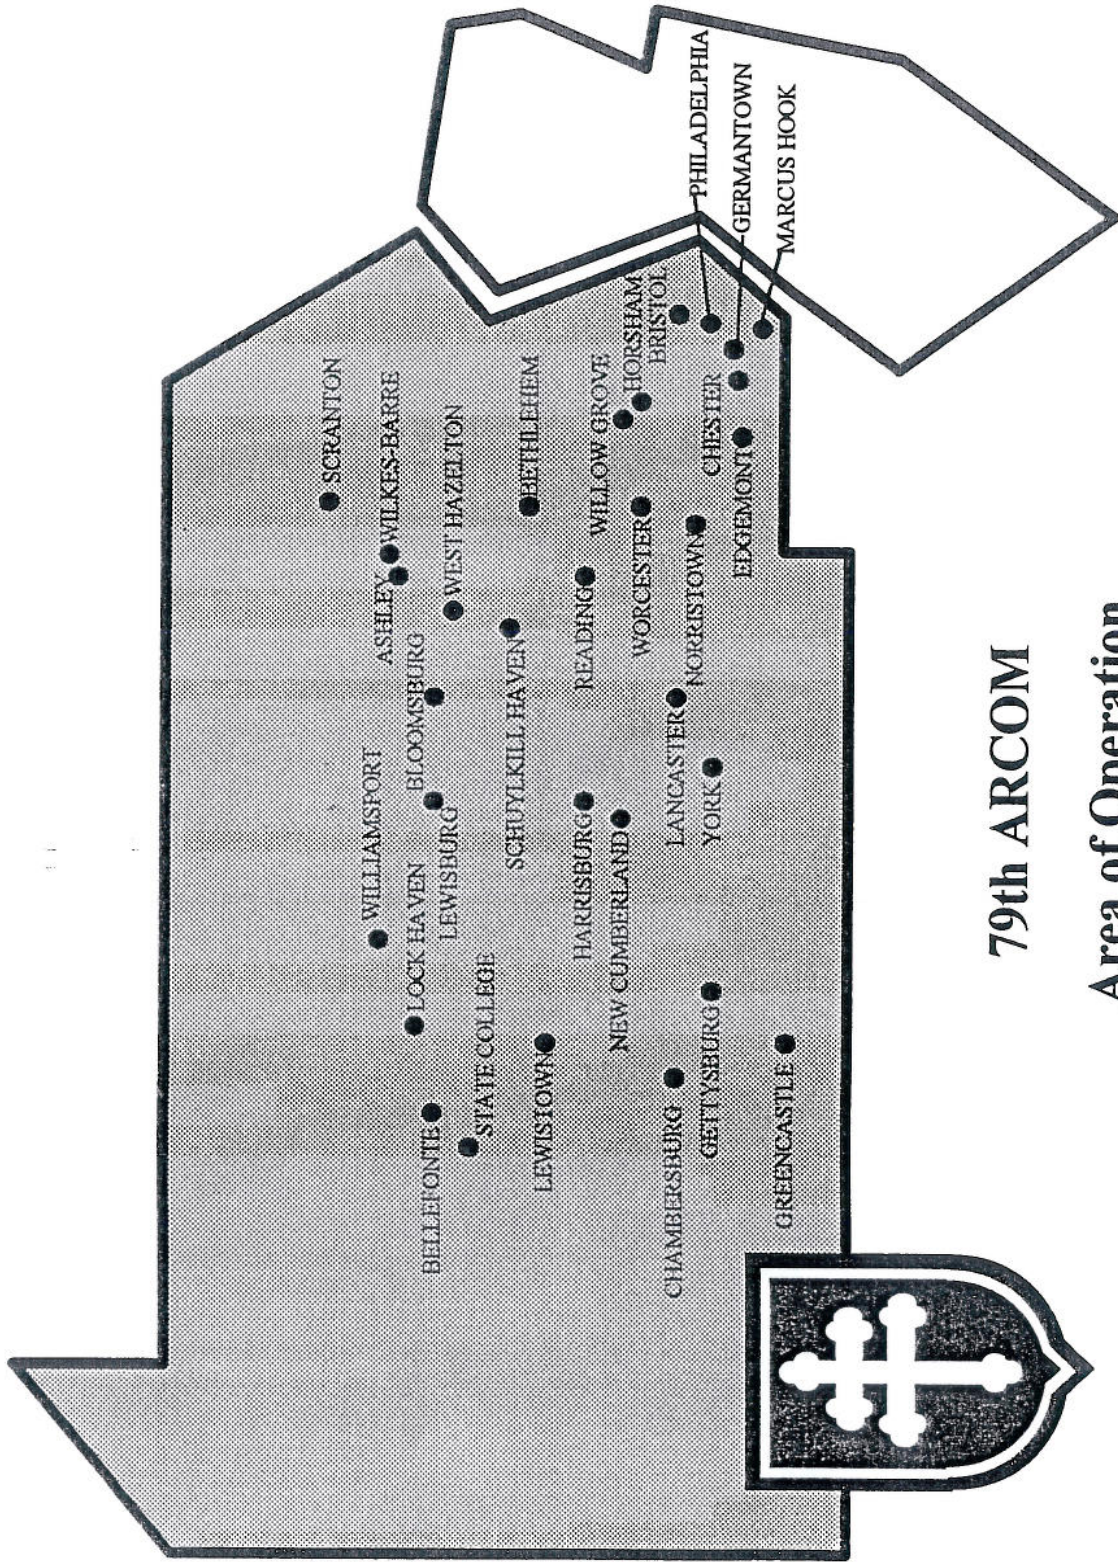 SCRANTON
WILKES-BARRE
ASHLEY
WEST HAZELTON
BLOOMSBURG
WILLIAMSPORT
LOCK HAVEN
LEWISBURG
BELLEFONTE
STATE COLLEGE
SCHUYLKILL HAVEN
BETHLEHEM
LEWISTOWN
HARRISBURG
READING
WILLOW GROVE
HORSHAM
BRISTOL
PHILADELPHIA
GERMANTOWN
MARCUS HOOK
NEW CUMBERLAND
WORCESTER
NORRISTOWN
CHESTER
EDGEMONT
LANCASTER
YORK
CHAMBERSBURG
GETTYSBURG
GREENCASTLE
79th ARCOM
Area of Operation